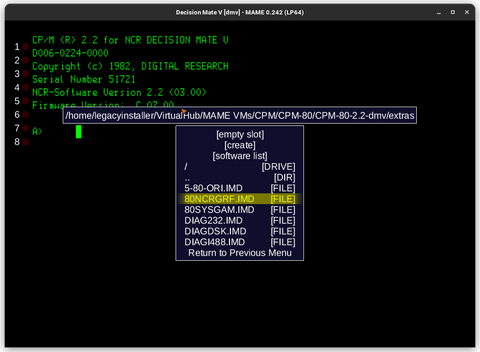 Decision Mate V [dmv] - MAME 0.242 (LP64)
1 CP/M (R) 2.2 for NCR DECISION MATE V
D006-0224-0000
2 Copyright (c) 1982, DIGITAL RESEARCH
3 Serial Number 51721
4 NCR-Software Version 2.2 (03.00)
5 Firmware Version: C 07.00
6 /home/legacyinstaller/VirtualHub/MAME VMs/CPM/CPM-80/CPM-80-2.2-dmv/extras
7 A>
8
[empty slot]
[create]
[software list]
/ [DRIVE]
.. [DIR]
5-80-ORI.IMD [FILE]
80NCRGRF.IMD [FILE]
80SYSGAM.IMD [FILE]
DIAG232.IMD [FILE]
DIAGDSK.IMD [FILE]
DIAGI488.IMD [FILE]
Return to Previous Menu